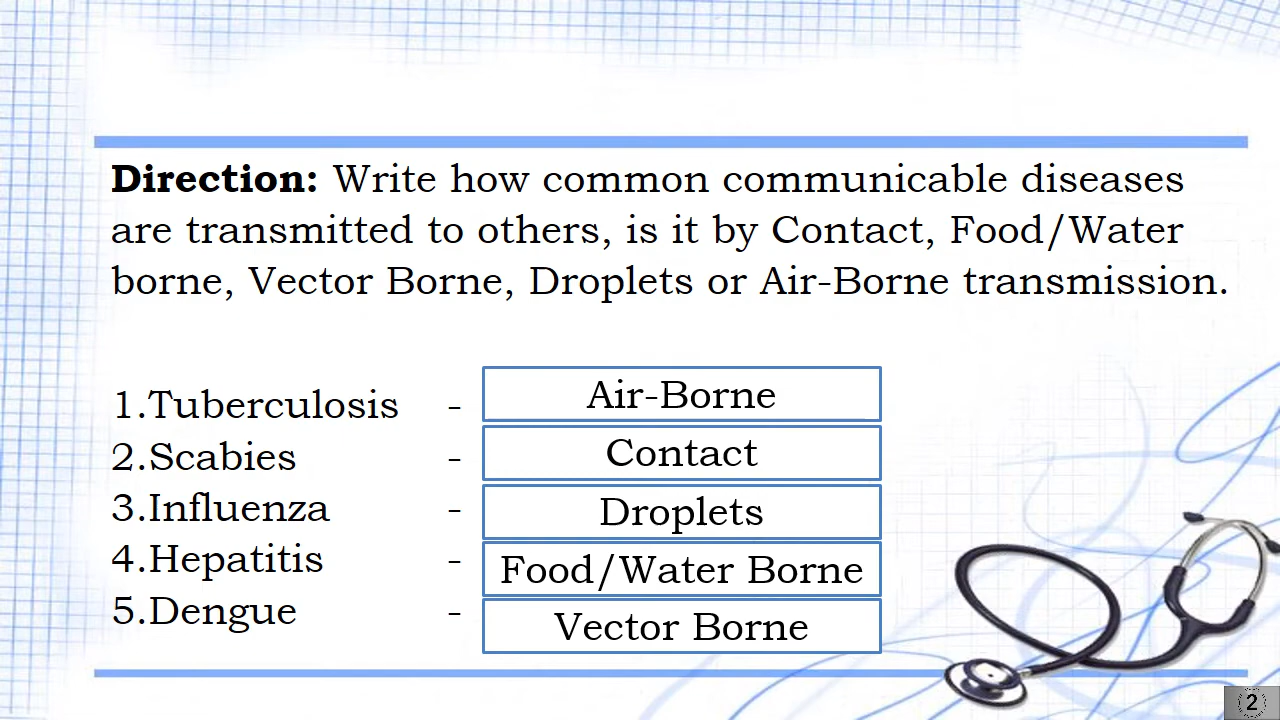 Direction: Write how common communicable diseases
are transmitted to others, is it by Contact, Food/Water
borne, Vector Borne, Droplets or Air-Borne transmission.
1.Tuberculosis - Air-Borne
2.Scabies - Contact
3.Influenza - Droplets
4.Hepatitis - Food/Water Borne
5.Dengue - Vector Borne
2